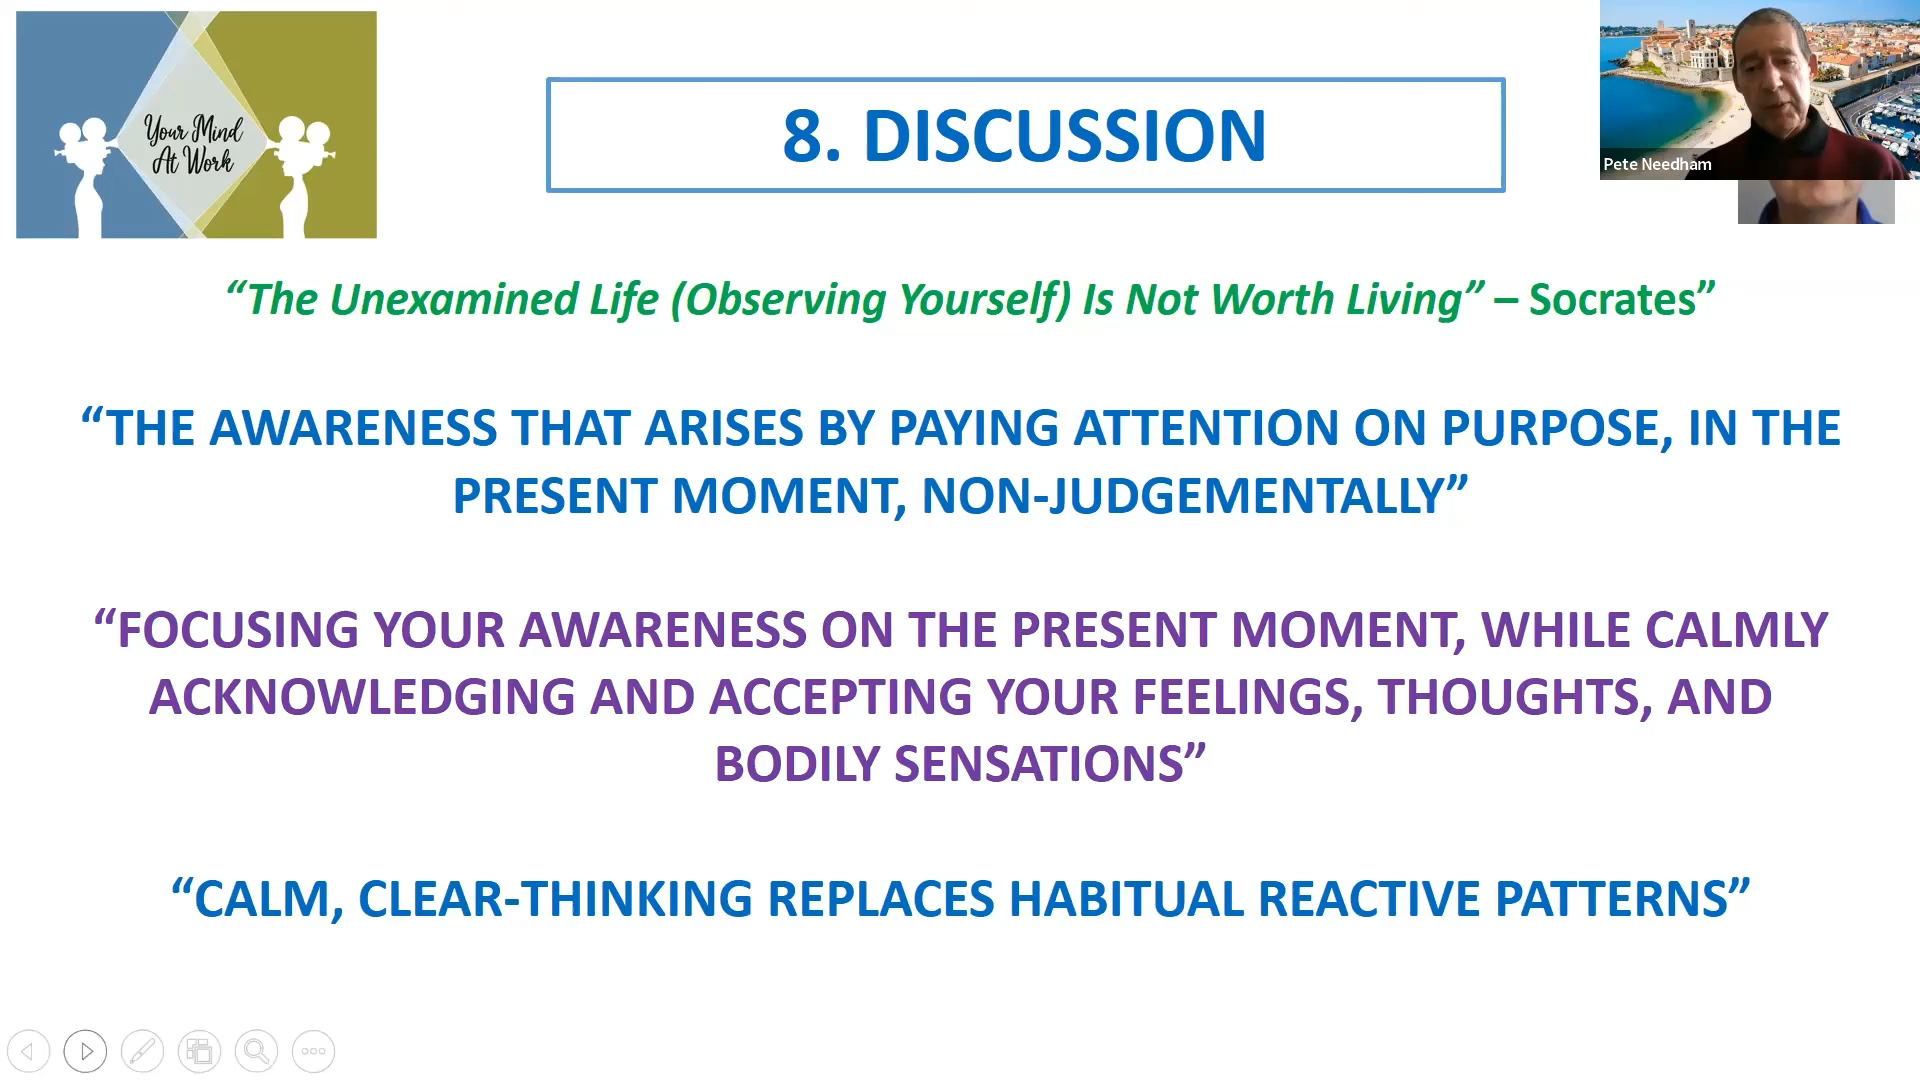 Your Mind
At Work
8. DISCUSSION
Pete Needham
“The Unexamined Life (Observing Yourself) Is Not Worth Living” – Socrates”
“THE AWARENESS THAT ARISES BY PAYING ATTENTION ON PURPOSE, IN THE
PRESENT MOMENT, NON-JUDGEMENTALLY”
“FOCUSING YOUR AWARENESS ON THE PRESENT MOMENT, WHILE CALMLY
ACKNOWLEDGING AND ACCEPTING YOUR FEELINGS, THOUGHTS, AND
BODILY SENSATIONS”
“CALM, CLEAR-THINKING REPLACES HABITUAL REACTIVE PATTERNS”